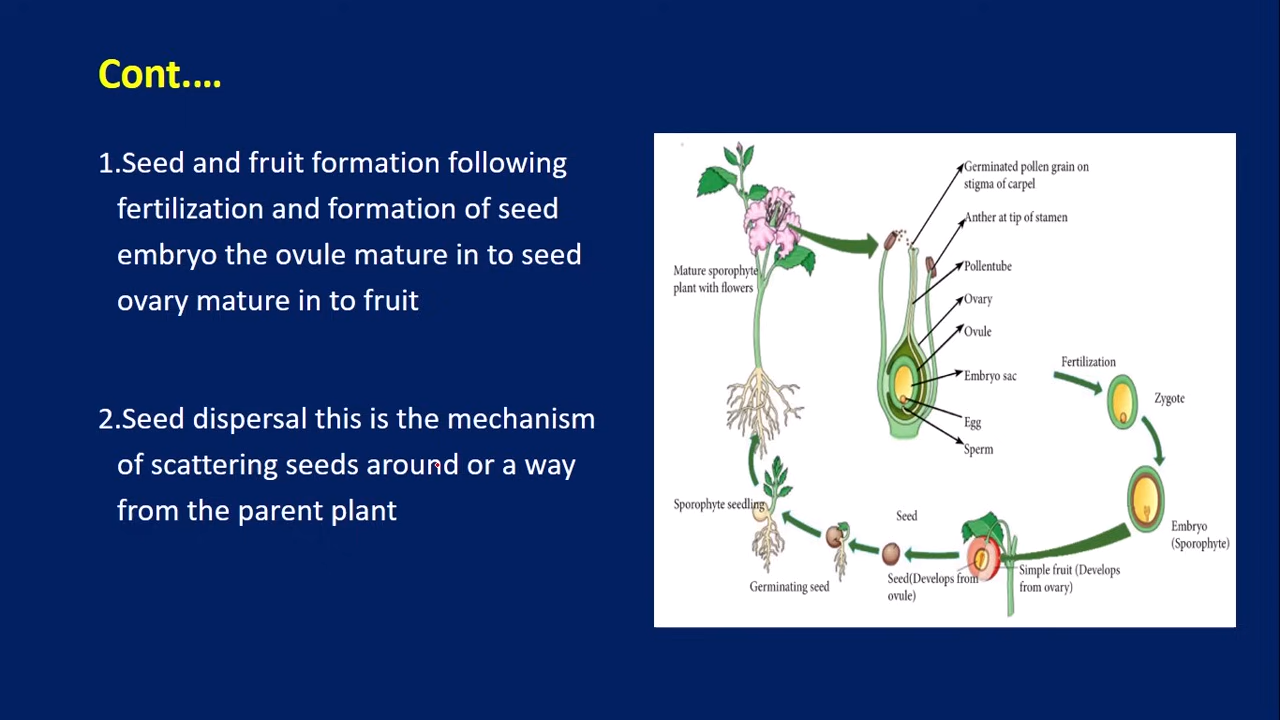 Cont....
1.Seed and fruit formation following
fertilization and formation of seed
embryo the ovule mature in to seed
ovary mature in to fruit
2.Seed dispersal this is the mechanism
of scattering seeds around or a way
from the parent plant
Germinated pollen grain on
stigma of carpel
Anther at tip of stamen
Pollentube
Mature sporophyte
plant with flowers
Ovary
Ovule
Embryo sac
Egg
Sperm
Fertilization
Zygote
Embryo
(Sporophyte)
Simple fruit (Develops
from ovary)
Seed
Seed(Develops from
ovule)
Germinating seed
Sporophyte seedling